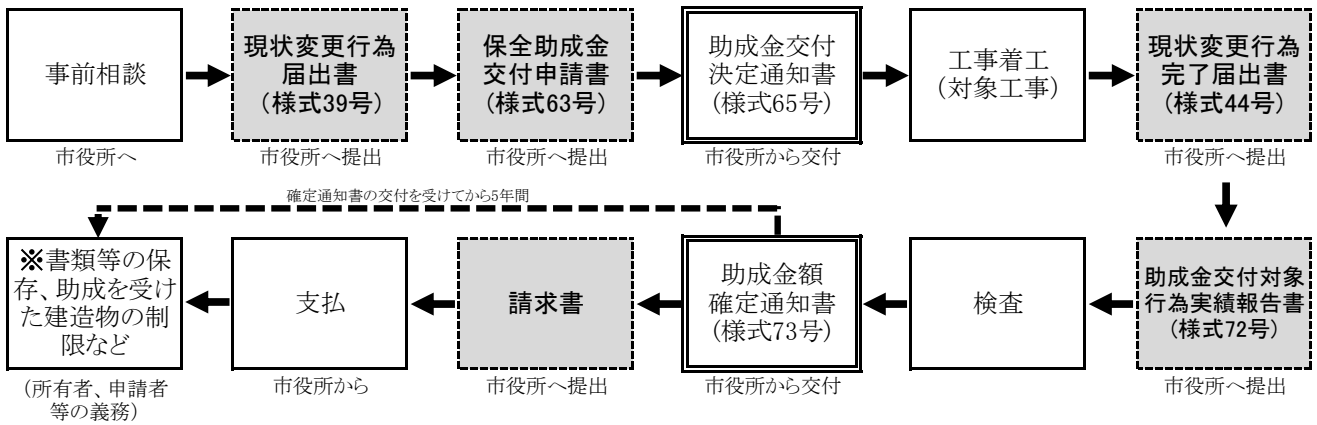 事前相談
市役所へ
現状変更行為
届出書
(様式39号)
市役所へ提出
保全助成金
交付申請書
(様式63号)
市役所へ提出
助成金交付
決定通知書
(様式65号)
市役所から交付
工事着工
(対象工事)
現状変更行為
完了届出書
(様式44号)
市役所へ提出
助成金交付対象
行為実績報告書
(様式72号)
市役所へ提出
検査
助成金額
確定通知書
(様式73号)
市役所から交付
請求書
市役所へ提出
支払
市役所から
確定通知書の交付を受けてから5年間
※書類等の保
存、助成を受け
た建造物の制
限など
(所有者、申請者
等の義務)